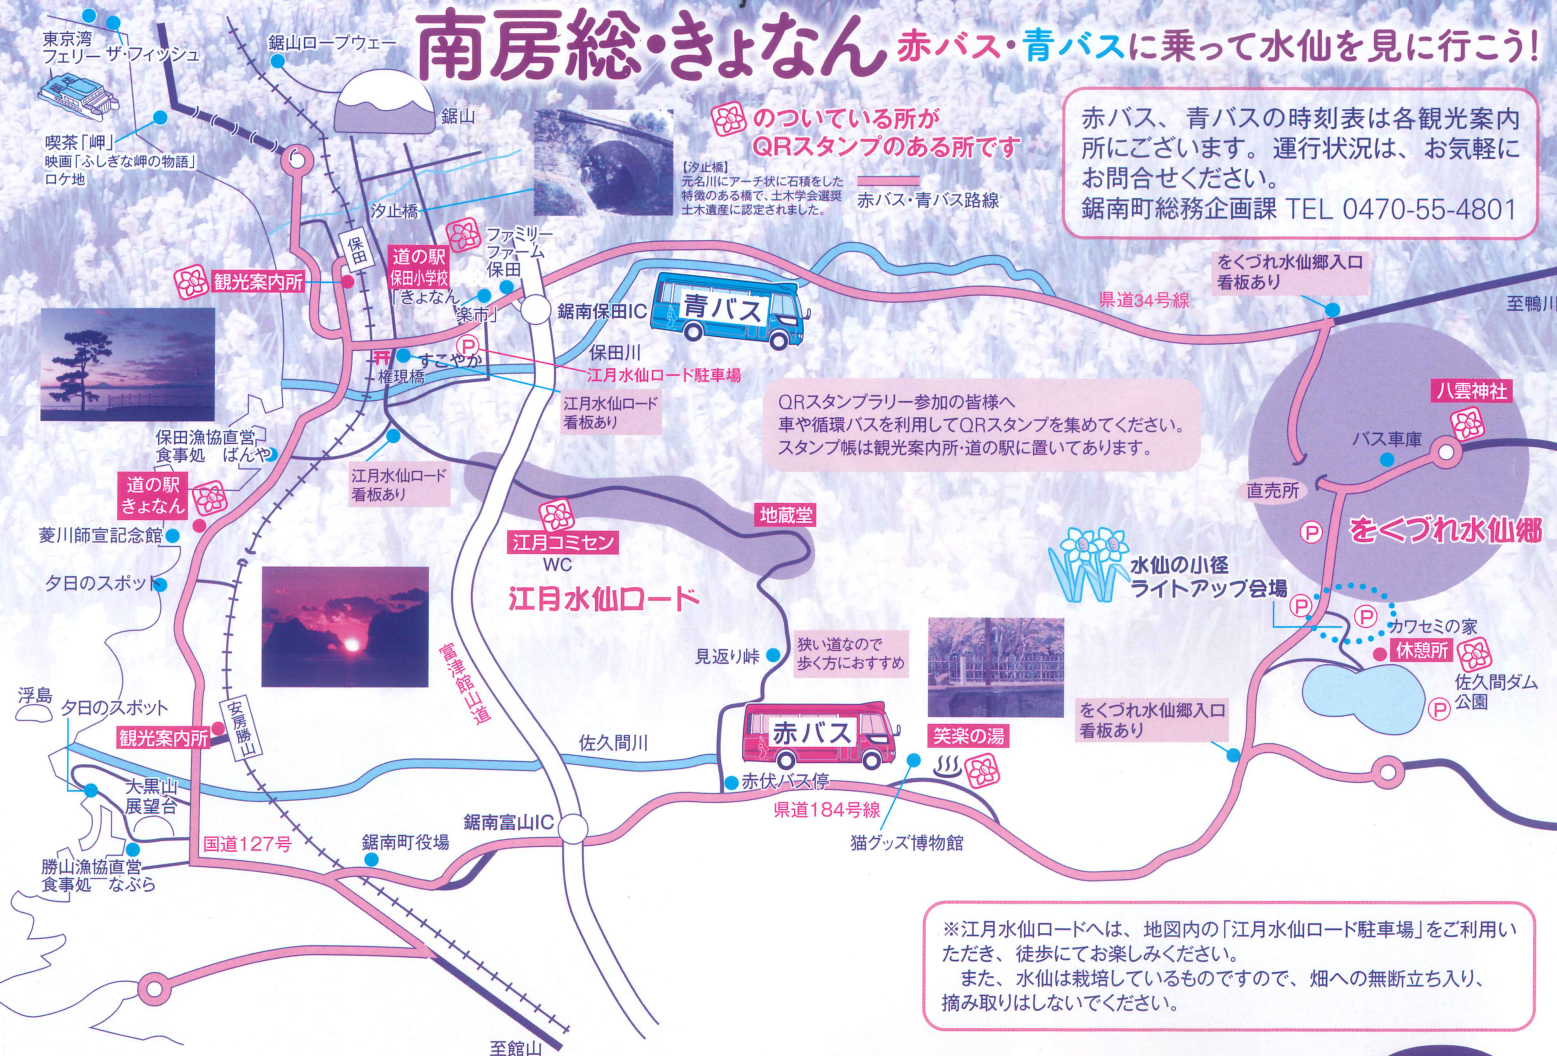 南房総・きょなん
赤バス・青バスに乗って水仙を見に行こう!
東京湾
フェリー
ザ・フィッシュ
鋸山ロープウェー
鋸山
喫茶「岬」
映画「ふしぎな岬の物語」
ロケ地
のついている所が
QRスタンプのある所です
【汐止橋】
元名川にアーチ状に石積をした
特徴のある橋で、土木学会選奨
土木遺産に認定されました。
赤バス・青バス路線
赤バス、青バスの時刻表は各観光案内
所にございます。運行状況は、お気軽に
お問合せください。
鋸南町総務企画課 TEL 0470-55-4801
汐止橋
保田
道の駅
保田小学校
「きょなん
楽市」
ファミリー
ファーム
保田
観光案内所
鋸南保田IC
青バス
県道34号線
をくづれ水仙郷入口
看板あり
至鴨川
すこやか
権現橋
P
保田川
江月水仙ロード駐車場
江月水仙ロード
看板あり
QRスタンプラリー参加の皆様へ
車や循環バスを利用してQRスタンプを集めてください。
スタンプ帳は観光案内所・道の駅に置いてあります。
八雲神社
バス車庫
直売所
P
をくづれ水仙郷
保田漁協直営
食事処 ばんや
江月水仙ロード
看板あり
道の駅
きょなん
菱川師宣記念館
夕日のスポット
江月コミセン
WC
江月水仙ロード
地蔵堂
水仙の小径
ライトアップ会場
P
P
カワセミの家
休憩所
佐久間ダム
公園
P
見返り峠
狭い道なので
歩く方におすすめ
富津館山道
浮島
夕日のスポット
観光案内所
安房勝山
佐久間川
赤バス
笑楽の湯
をくづれ水仙郷入口
看板あり
大黒山
展望台
赤伏バス停
県道184号線
猫グッズ博物館
国道127号
鋸南町役場
鋸南富山IC
勝山漁協直営
食事処 なぶら
至館山
※江月水仙ロードへは、地図内の「江月水仙ロード駐車場」をご利用い
ただき、徒歩にてお楽しみください。
また、水仙は栽培しているものですので、畑への無断立ち入り、
摘み取りはしないでください。